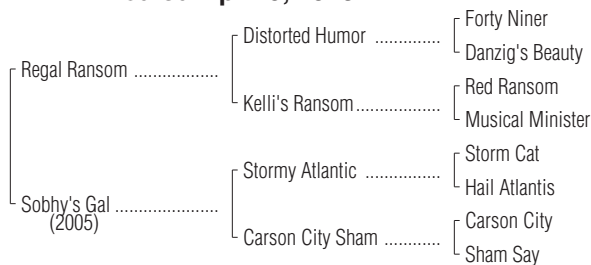 Forty Niner
Distorted Humor ...............
Danzig's Beauty
Regal Ransom ..................
Red Ransom
Kelli's Ransom .................
Musical Minister
Storm Cat
Stormy Atlantic ...............
Hail Atlantis
Sobhy's Gal .....................
(2005)
Carson City
Carson City Sham ............
Sham Say